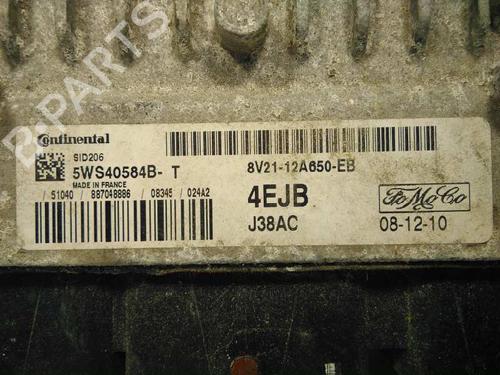 B-PARTS
Continental
SID206
5WS40584B- T
MADE IN FRANCE
/ 51040 / 887048886 / 08345 / 024A2
8V21-12A650-EB
4EJB
J38AC
FoMoCo
08-12-10